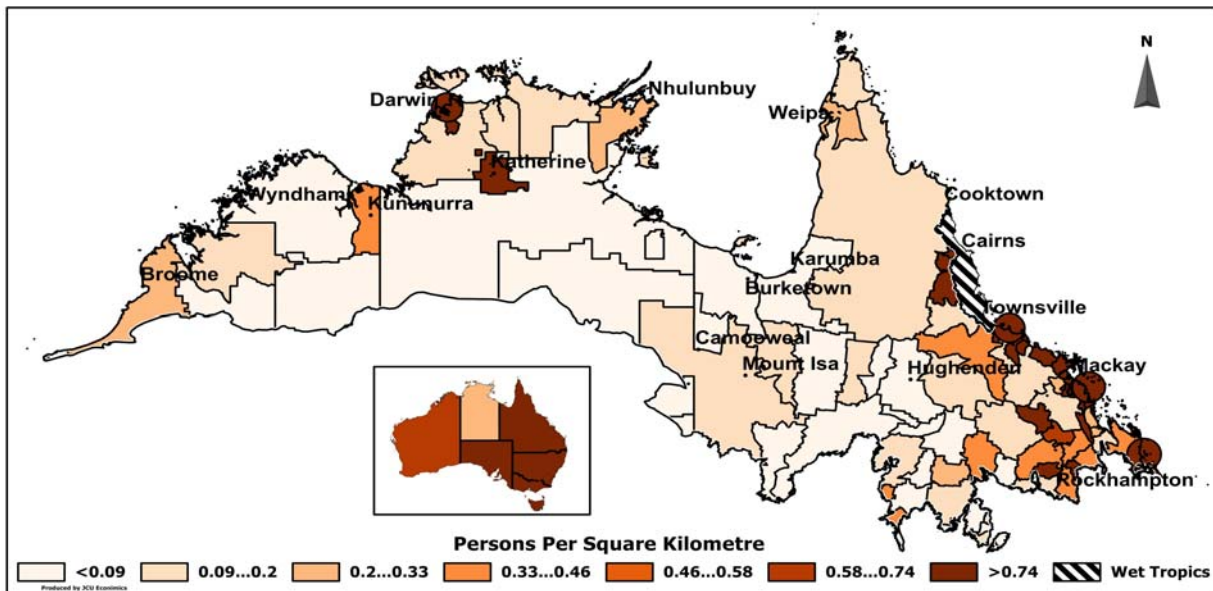 N
Nhulunbuy
Darwin
Weipa
Katherine
Wyndham
Cooktown
Kununurra
Cairns
Karumba
Broome
Burketown
Townsville
Camoeweal
Mount Isa
Hughenden
Mackay
Rockhampton
Persons Per Square Kilometre
<0.09 0.09...0.2 0.2...0.33 0.33...0.46 0.46...0.58 0.58...0.74 >0.74 Wet Tropics
Produced by JCU Econimics